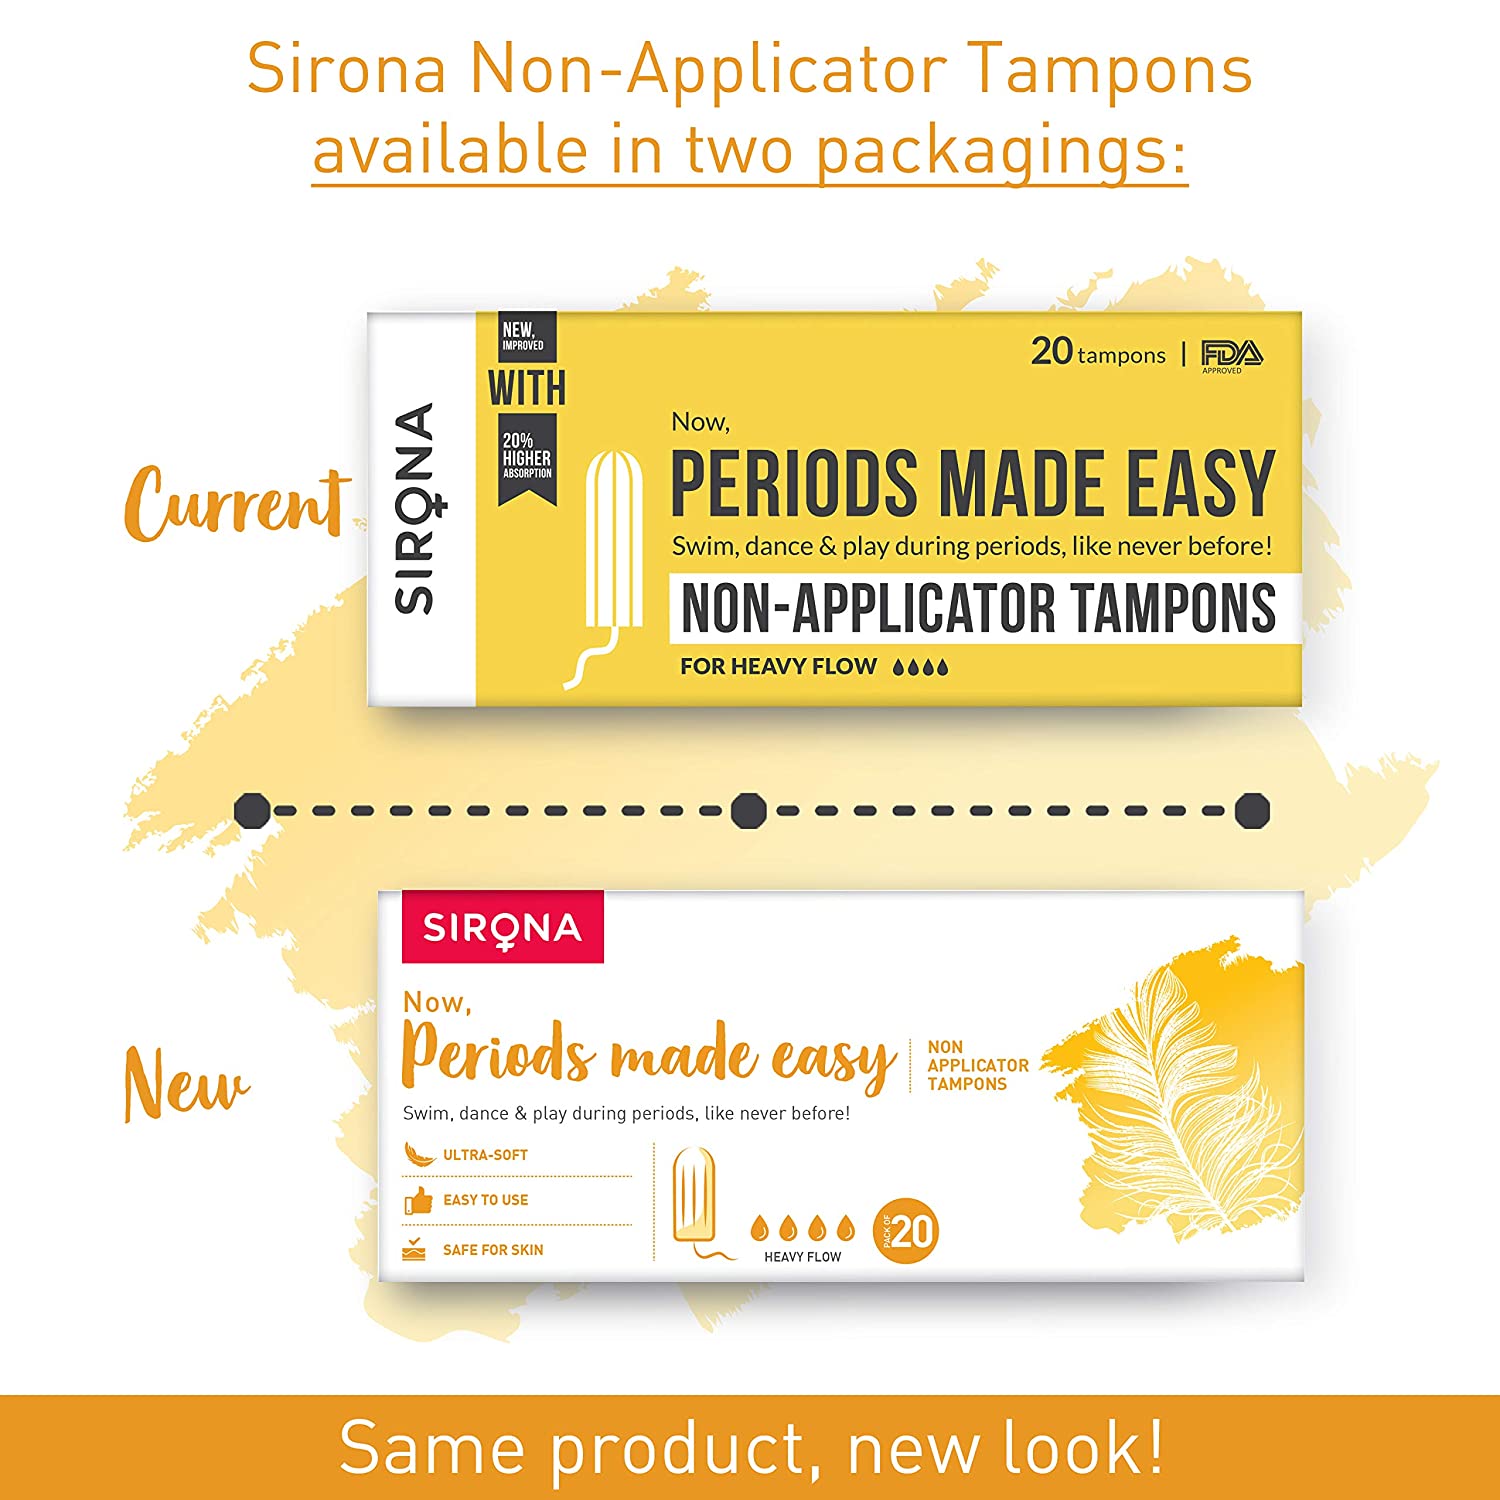 Sirona Non-Applicator Tampons
available in two packagings:
Current
SIRONA
NEW,
IMPROVED
WITH
20%
HIGHER
ABSORPTION
20 tampons | FDA
APPROVED
Now,
PERIODS MADE EASY
Swim, dance & play during periods, like never before!
NON-APPLICATOR TAMPONS
FOR HEAVY FLOW
New
SIRONA
Now,
Periods made easy
NON
APPLICATOR
TAMPONS
Swim, dance & play during periods, like never before!
ULTRA-SOFT
EASY TO USE
SAFE FOR SKIN
HEAVY FLOW
PACK OF
20
Same product, new look!